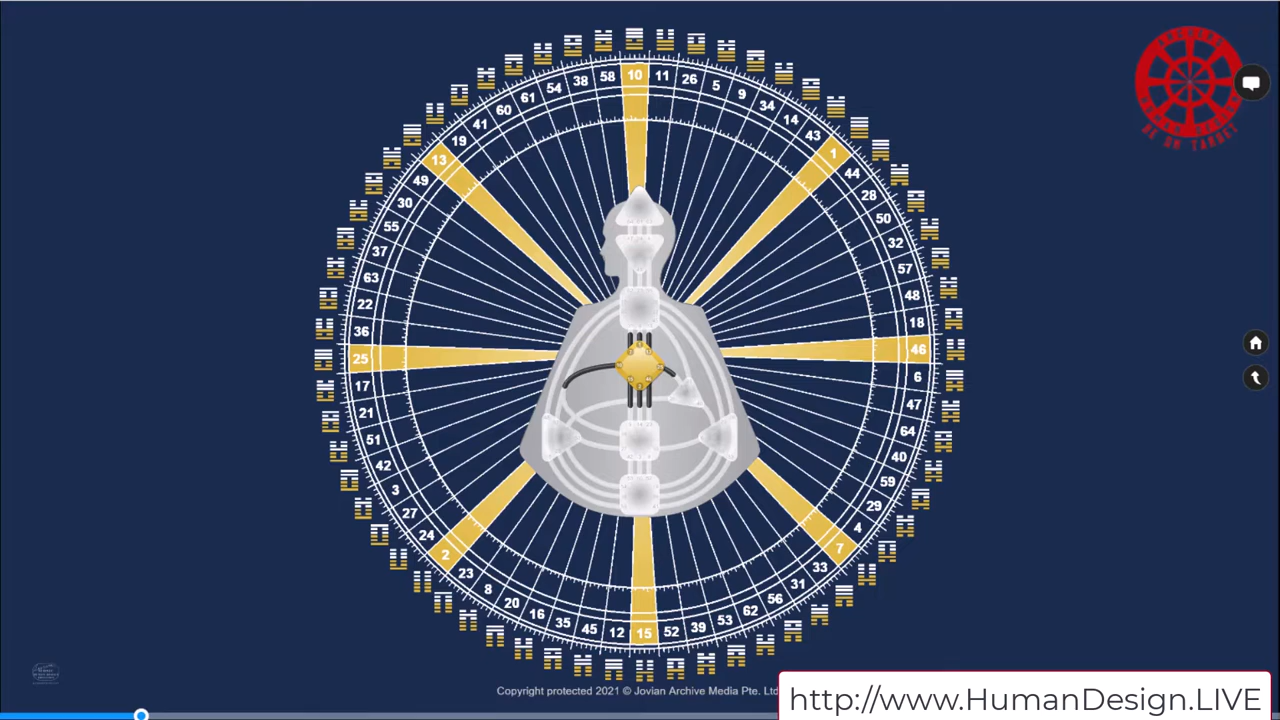 10 11 26 5 9 34 14 43 1 44 28 50 32 57 48 18 46 6 47 64 40 59 29 4 7 33 31 56 62 53 39 52 15 12 45 35 16 20 8 23 2 24 27 3 42 51 21 17 25 36 22 63 37 55 30 49 13 19 41 60 61 54 38 58
BE ON TARGET
Copyright protected 2021 © Jovian Archive Media Pte. Ltd
http://www.HumanDesign.LIVE